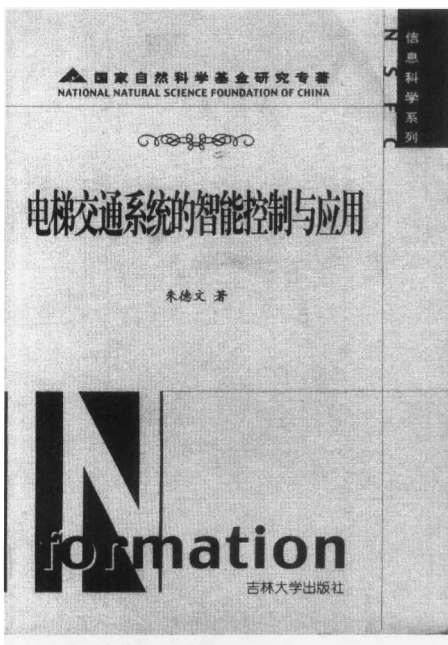 国家自然科学基金研究专著
NATIONAL NATURAL SCIENCE FOUNDATION OF CHINA
NSFC
信息科学系列
电梯交通系统的智能控制与应用
朱德文 著
Nformation
吉林大学出版社